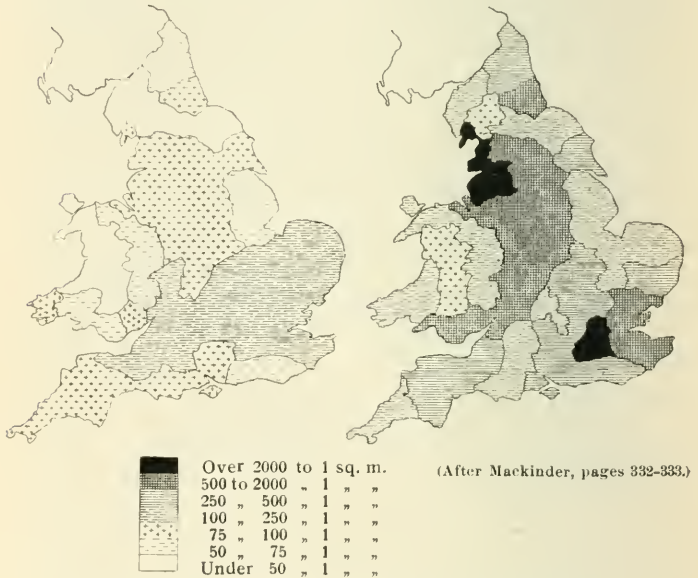 Over 2000 to 1 sq. m.
500 to 2000 „ 1 „ „
250 „ 500 „ 1 „ „
100 „ 250 „ 1 „ „
75 „ 100 „ 1 „ „
50 „ 75 „ 1 „ „
Under 50 „ 1 „ „
(After Mackinder, pages 332-333.)